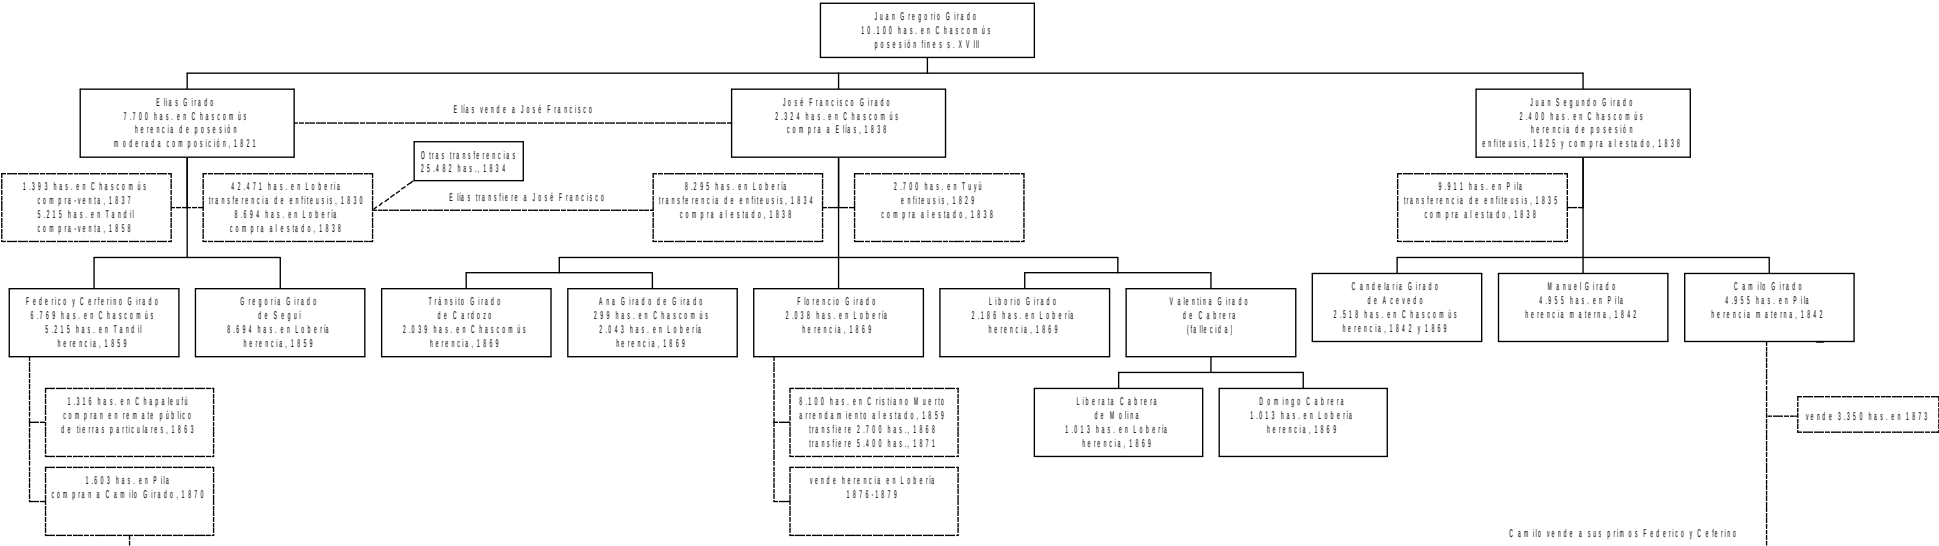 Juan Gregorio Girado
10.100 has. en Chascomús
posesión fines s. XVIII
Elias Girado
7.700 has. en Chascomús
herencia de posesión
moderada composición, 1821
Elías vende a José Francisco
José Francisco Girado
2.324 has. en Chascomús
compra a Elías, 1838
Juan Segundo Girado
2.400 has. en Chascomús
herencia de posesión
enfiteusis, 1825 y compra al estado, 1838
Otras transferencias
25.482 has., 1834
1.393 has. en Chascomús
compra-venta, 1837
5.215 has. en Tandil
compra-venta, 1858
42.471 has. en Lobería
transferencia de enfiteusis, 1830
8.694 has. en Lobería
compra al estado, 1838
Elías transfiere a José Francisco
8.295 has. en Lobería
transferencia de enfiteusis, 1834
compra al estado, 1838
2.700 has. en Tuyú
enfiteusis, 1829
compra al estado, 1838
9.911 has. en Pila
transferencia de enfiteusis, 1835
compra al estado, 1838
Federico y Cerferino Girado
6.769 has. en Chascomús
5.215 has. en Tandil
herencia, 1859
Gregoria Girado
de Seguí
8.694 has. en Lobería
herencia, 1859
Tránsito Girado
de Cardozo
2.039 has. en Chascomús
herencia, 1869
Ana Girado de Girado
299 has. en Chascomús
2.043 has. en Lobería
herencia, 1869
Florencio Girado
2.038 has. en Lobería
herencia, 1869
Liborio Girado
2.186 has. en Lobería
herencia, 1869
Valentina Girado
de Cabrera
(fallecida)
Candelaria Girado
de Acevedo
2.518 has. en Chascomús
herencia, 1842 y 1869
Manuel Girado
4.955 has. en Pila
herencia materna, 1842
Camilo Girado
4.955 has. en Pila
herencia materna, 1842
1.316 has. en Chapaleufú
compran en remate público
de tierras particulares, 1863
8.100 has. en Cristiano Muerto
arrendamiento al estado, 1859
transfiere 2.700 has., 1868
transfiere 5.400 has., 1871
Liberata Cabrera
de Molina
1.013 has. en Lobería
herencia, 1869
Domingo Cabrera
1.013 has. en Lobería
herencia, 1869
vende 3.350 has. en 1873
1.603 has. en Pila
compran a Camilo Girado, 1870
vende herencia en Lobería
1876-1879
Camilo vende a sus primos Federico y Ceferino